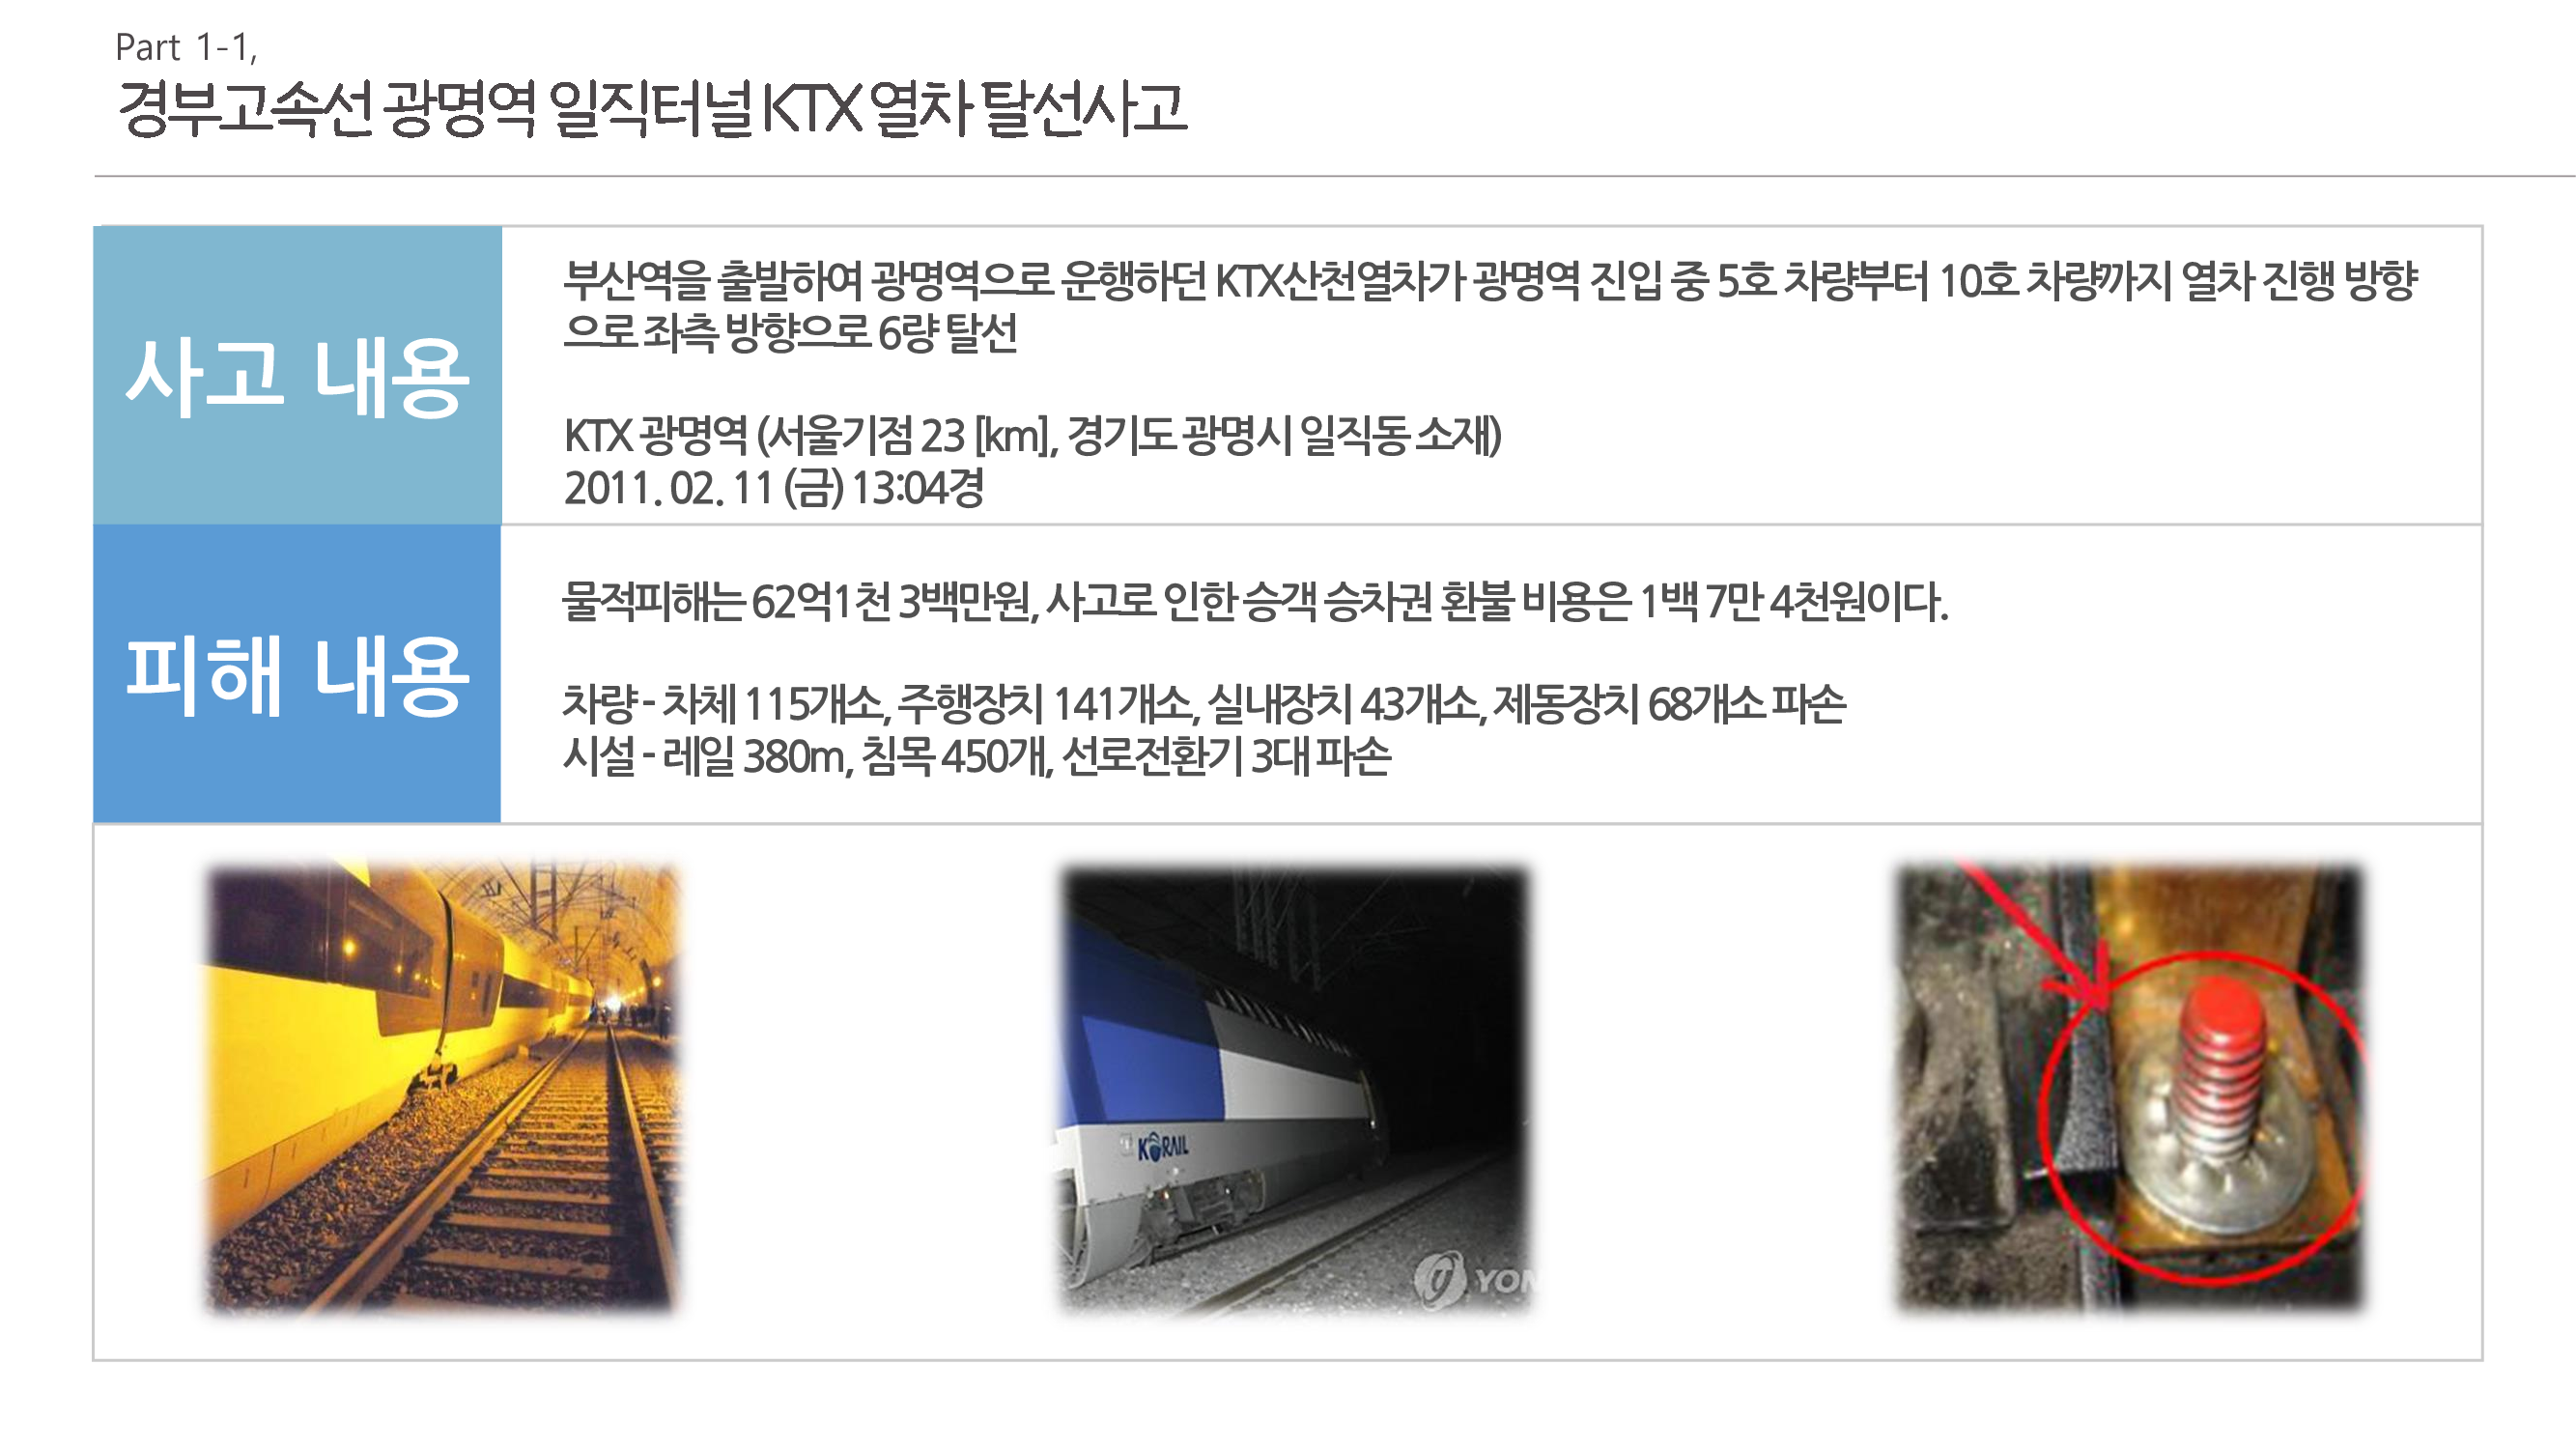 Part 1-1,
경부고속선 광명역 일직터널 KTX 열차 탈선사고
사고 내용
부산역을 출발하여 광명역으로 운행하던 KTX산천열차가 광명역 진입 중 5호 차량부터 10호 차량까지 열차 진행 방향
으로 좌측 방향으로 6량 탈선
KTX 광명역 (서울기점 23 [km], 경기도 광명시 일직동 소재)
2011. 02. 11 (금) 13:04경
피해 내용
물적피해는 62억1천 3백만원, 사고로 인한 승객 승차권 환불 비용은 1백 7만 4천원이다.
차량 - 차체 115개소, 주행장치 141개소, 실내장치 43개소, 제동장치 68개소 파손
시설 - 레일 380m, 침목 450개, 선로전환기 3대 파손
KORAIL
YON